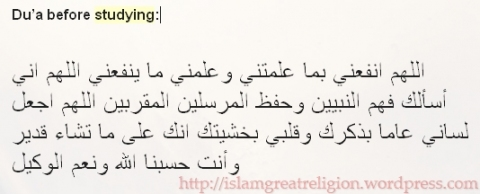 Du'a before studying:
اللهم انفعني بما علمتني وعلمني ما ينفعني اللهم اني
أسألك فهم النبيين وحفظ المرسلين المقربين اللهم اجعل
لساني عاما بذكرك وقلبي بخشيتك انك على ما تشاء قدير
وأنت حسبنا الله ونعم الوكيل
http://islamgreatreligion.wordpress.com